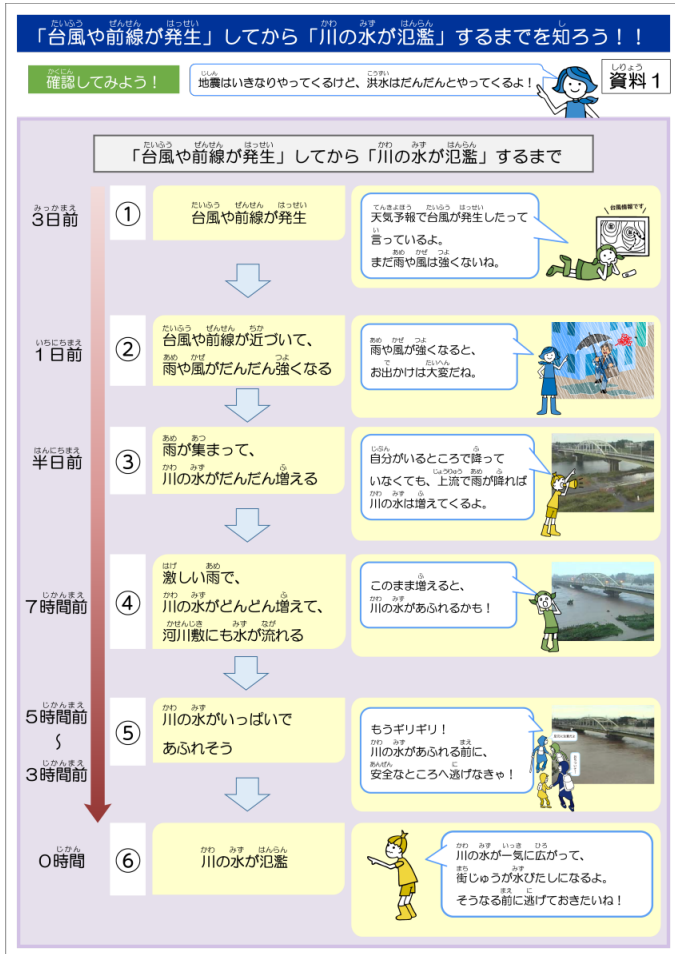 「台風や前線が発生」してから「川の水が氾濫」するまでを知ろう！！
確認してみよう！
地震はいきなりやってくるけど、洪水はだんだんとやってくるよ！
資料１
「台風や前線が発生」してから「川の水が氾濫」するまで
３日前
①
台風や前線が発生
天気予報で台風が発生したって
言っているよ。
まだ雨や風は強くないね。
台風情報です
１日前
②
台風や前線が近づいて、
雨や風がだんだん強くなる
雨や風が強くなると、
お出かけは大変だね。
半日前
③
雨が集まって、
川の水がだんだん増える
自分がいるところで降って
いなくても、上流で雨が降れば
川の水は増えてくるよ。
７時間前
④
激しい雨で、
川の水がどんどん増えて、
河川敷にも水が流れる
このまま増えると、
川の水があふれるかも！
５時間前
～
３時間前
⑤
川の水がいっぱいで
あふれそう
もうギリギリ！
川の水があふれる前に、
安全なところへ逃げなきゃ！
０時間
⑥
川の水が氾濫
川の水が一気に広がって、
街じゅうが水びたしになるよ。
そうなる前に逃げておきたいね！